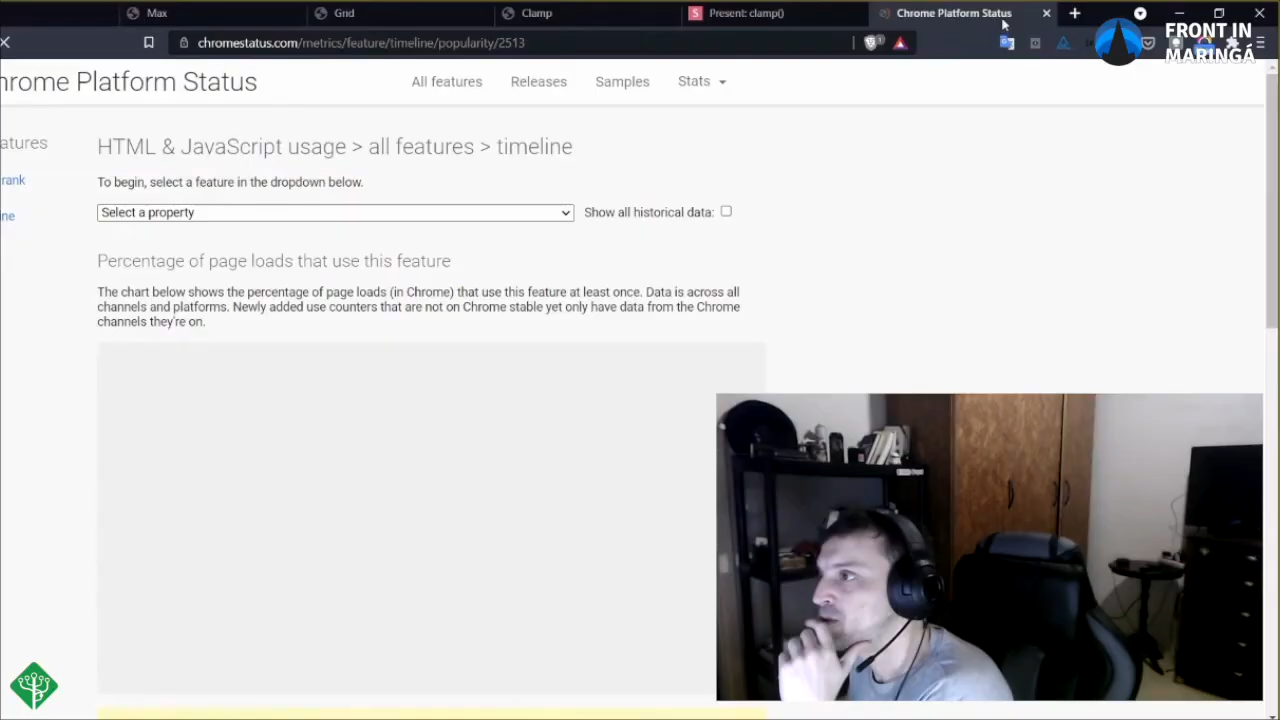 Max
Grid
Clamp
S Present: clamp()
Chrome Platform Status
chromestatus.com/metrics/feature/timeline/popularity/2513
FRONT IN
MARINGÁ
hrome Platform Status
All features
Releases
Samples
Stats
atures
HTML & JavaScript usage > all features > timeline
rank
To begin, select a feature in the dropdown below.
ne
Select a property
Show all historical data:
Percentage of page loads that use this feature
The chart below shows the percentage of page loads (in Chrome) that use this feature at least once. Data is across all
channels and platforms. Newly added use counters that are not on Chrome stable yet only have data from the Chrome
channels they're on.